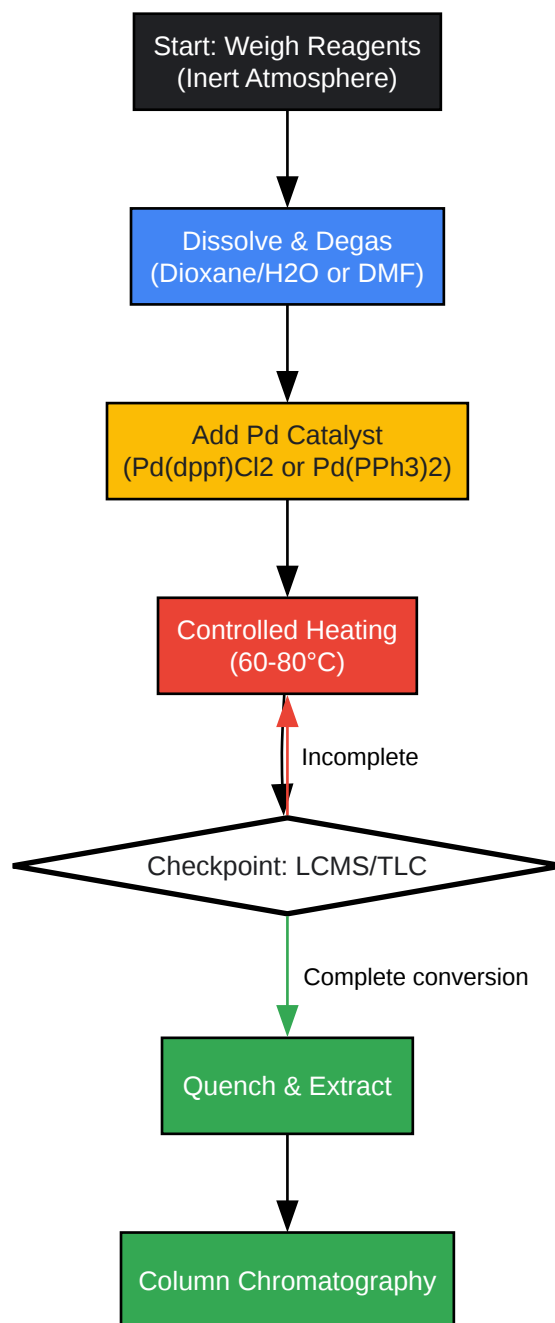 Start: Weigh Reagents
(Inert Atmosphere)
Dissolve & Degas
(Dioxane/H2O or DMF)
Add Pd Catalyst
(Pd(dppf)Cl2 or Pd(PPh3)2)
Controlled Heating
(60-80°C)
Incomplete
Checkpoint: LCMS/TLC
Complete conversion
Quench & Extract
Column Chromatography